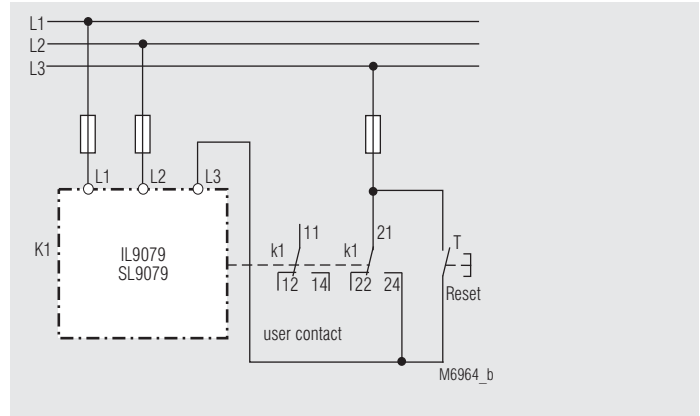 L1
L2
L3
L1 L2 L3
K1
IL9079
SL9079
k1 11
12 14
k1 21
22 24
T
Reset
user contact
M6964_b